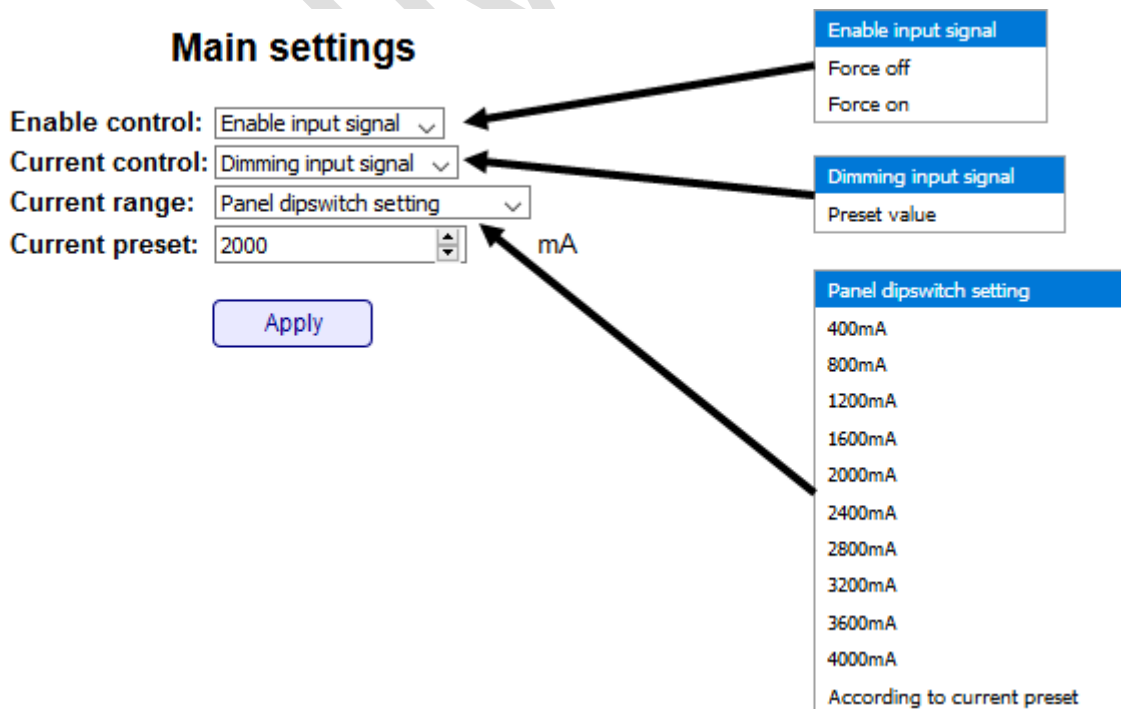 Main settings
Enable control: Enable input signal
Current control: Dimming input signal
Current range: Panel dipswitch setting
Current preset: 2000 mA
Apply
Enable input signal
Force off
Force on
Dimming input signal
Preset value
Panel dipswitch setting
400mA
800mA
1200mA
1600mA
2000mA
2400mA
2800mA
3200mA
3600mA
4000mA
According to current preset